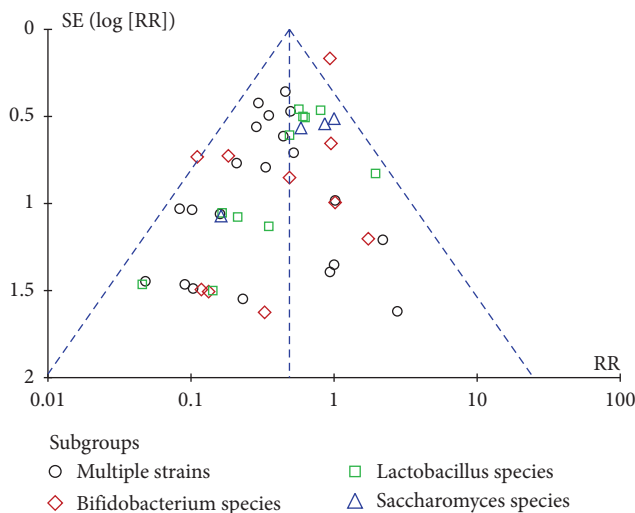 SE (log [RR])
0
0.5
1
1.5
2
RR
0.01 0.1 1 10 100
Subgroups
Multiple strains Lactobacillus species
Bifidobacterium species Saccharomyces species